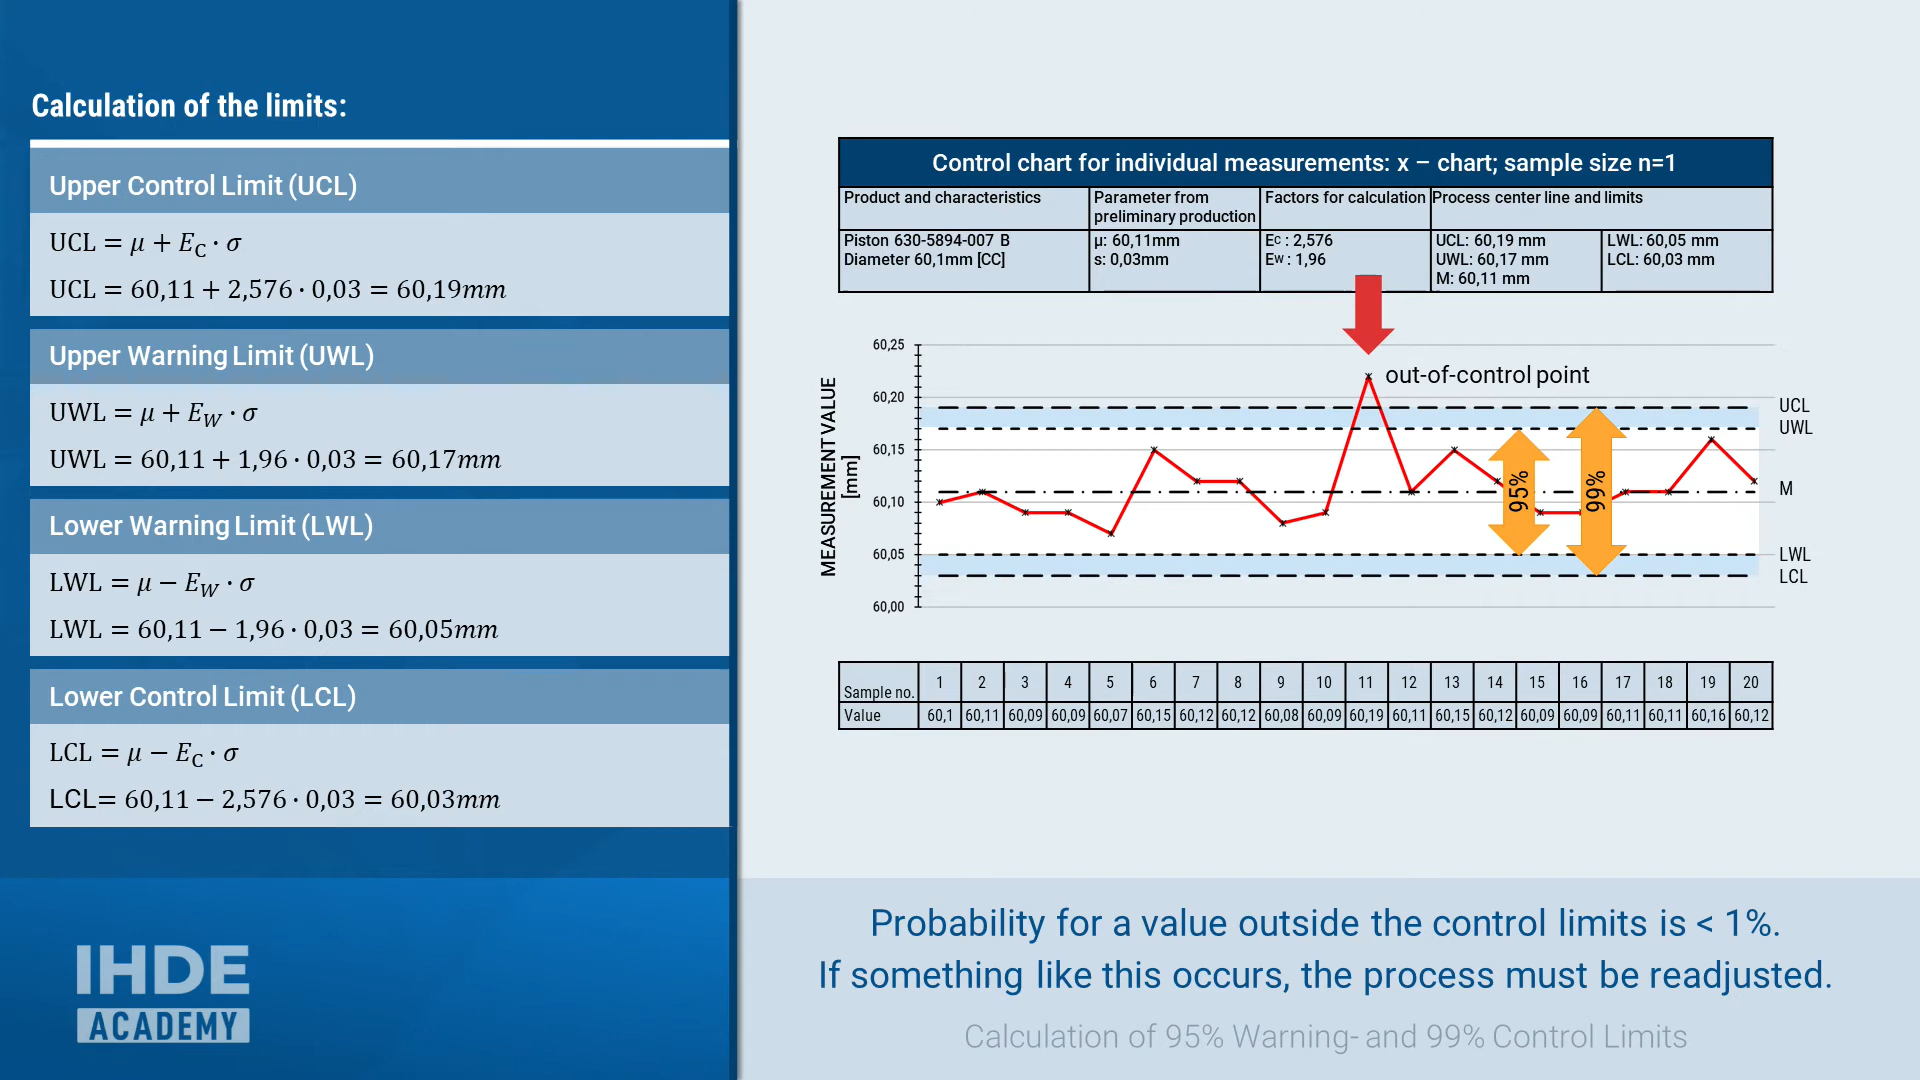 Calculation of the limits:
Upper Control Limit (UCL)
UCL = μ + E_C · σ
UCL = 60,11 + 2,576 · 0,03 = 60,19mm
Upper Warning Limit (UWL)
UWL = μ + E_W · σ
UWL = 60,11 + 1,96 · 0,03 = 60,17mm
Lower Warning Limit (LWL)
LWL = μ − E_W · σ
LWL = 60,11 − 1,96 · 0,03 = 60,05mm
Lower Control Limit (LCL)
LCL = μ − E_C · σ
LCL= 60,11 − 2,576 · 0,03 = 60,03mm
IHDE
ACADEMY
Control chart for individual measurements: x – chart; sample size n=1
Product and characteristics
Parameter from
preliminary production
Factors for calculation
Process center line and limits
Piston 630-5894-007 B
Diameter 60,1mm [CC]
μ: 60,11mm
s: 0,03mm
EC : 2,576
EW : 1,96
UCL: 60,19 mm
UWL: 60,17 mm
M: 60,11 mm
LWL: 60,05 mm
LCL: 60,03 mm
MEASUREMENT VALUE
[mm]
60,25
60,20
60,15
60,10
60,05
60,00
out-of-control point
95%
99%
UCL
UWL
M
LWL
LCL
Sample no. 1 2 3 4 5 6 7 8 9 10 11 12 13 14 15 16 17 18 19 20
Value 60,1 60,11 60,09 60,09 60,07 60,15 60,12 60,12 60,08 60,09 60,19 60,11 60,15 60,12 60,09 60,09 60,11 60,11 60,16 60,12
Probability for a value outside the control limits is < 1%.
If something like this occurs, the process must be readjusted.
Calculation of 95% Warning- and 99% Control Limits